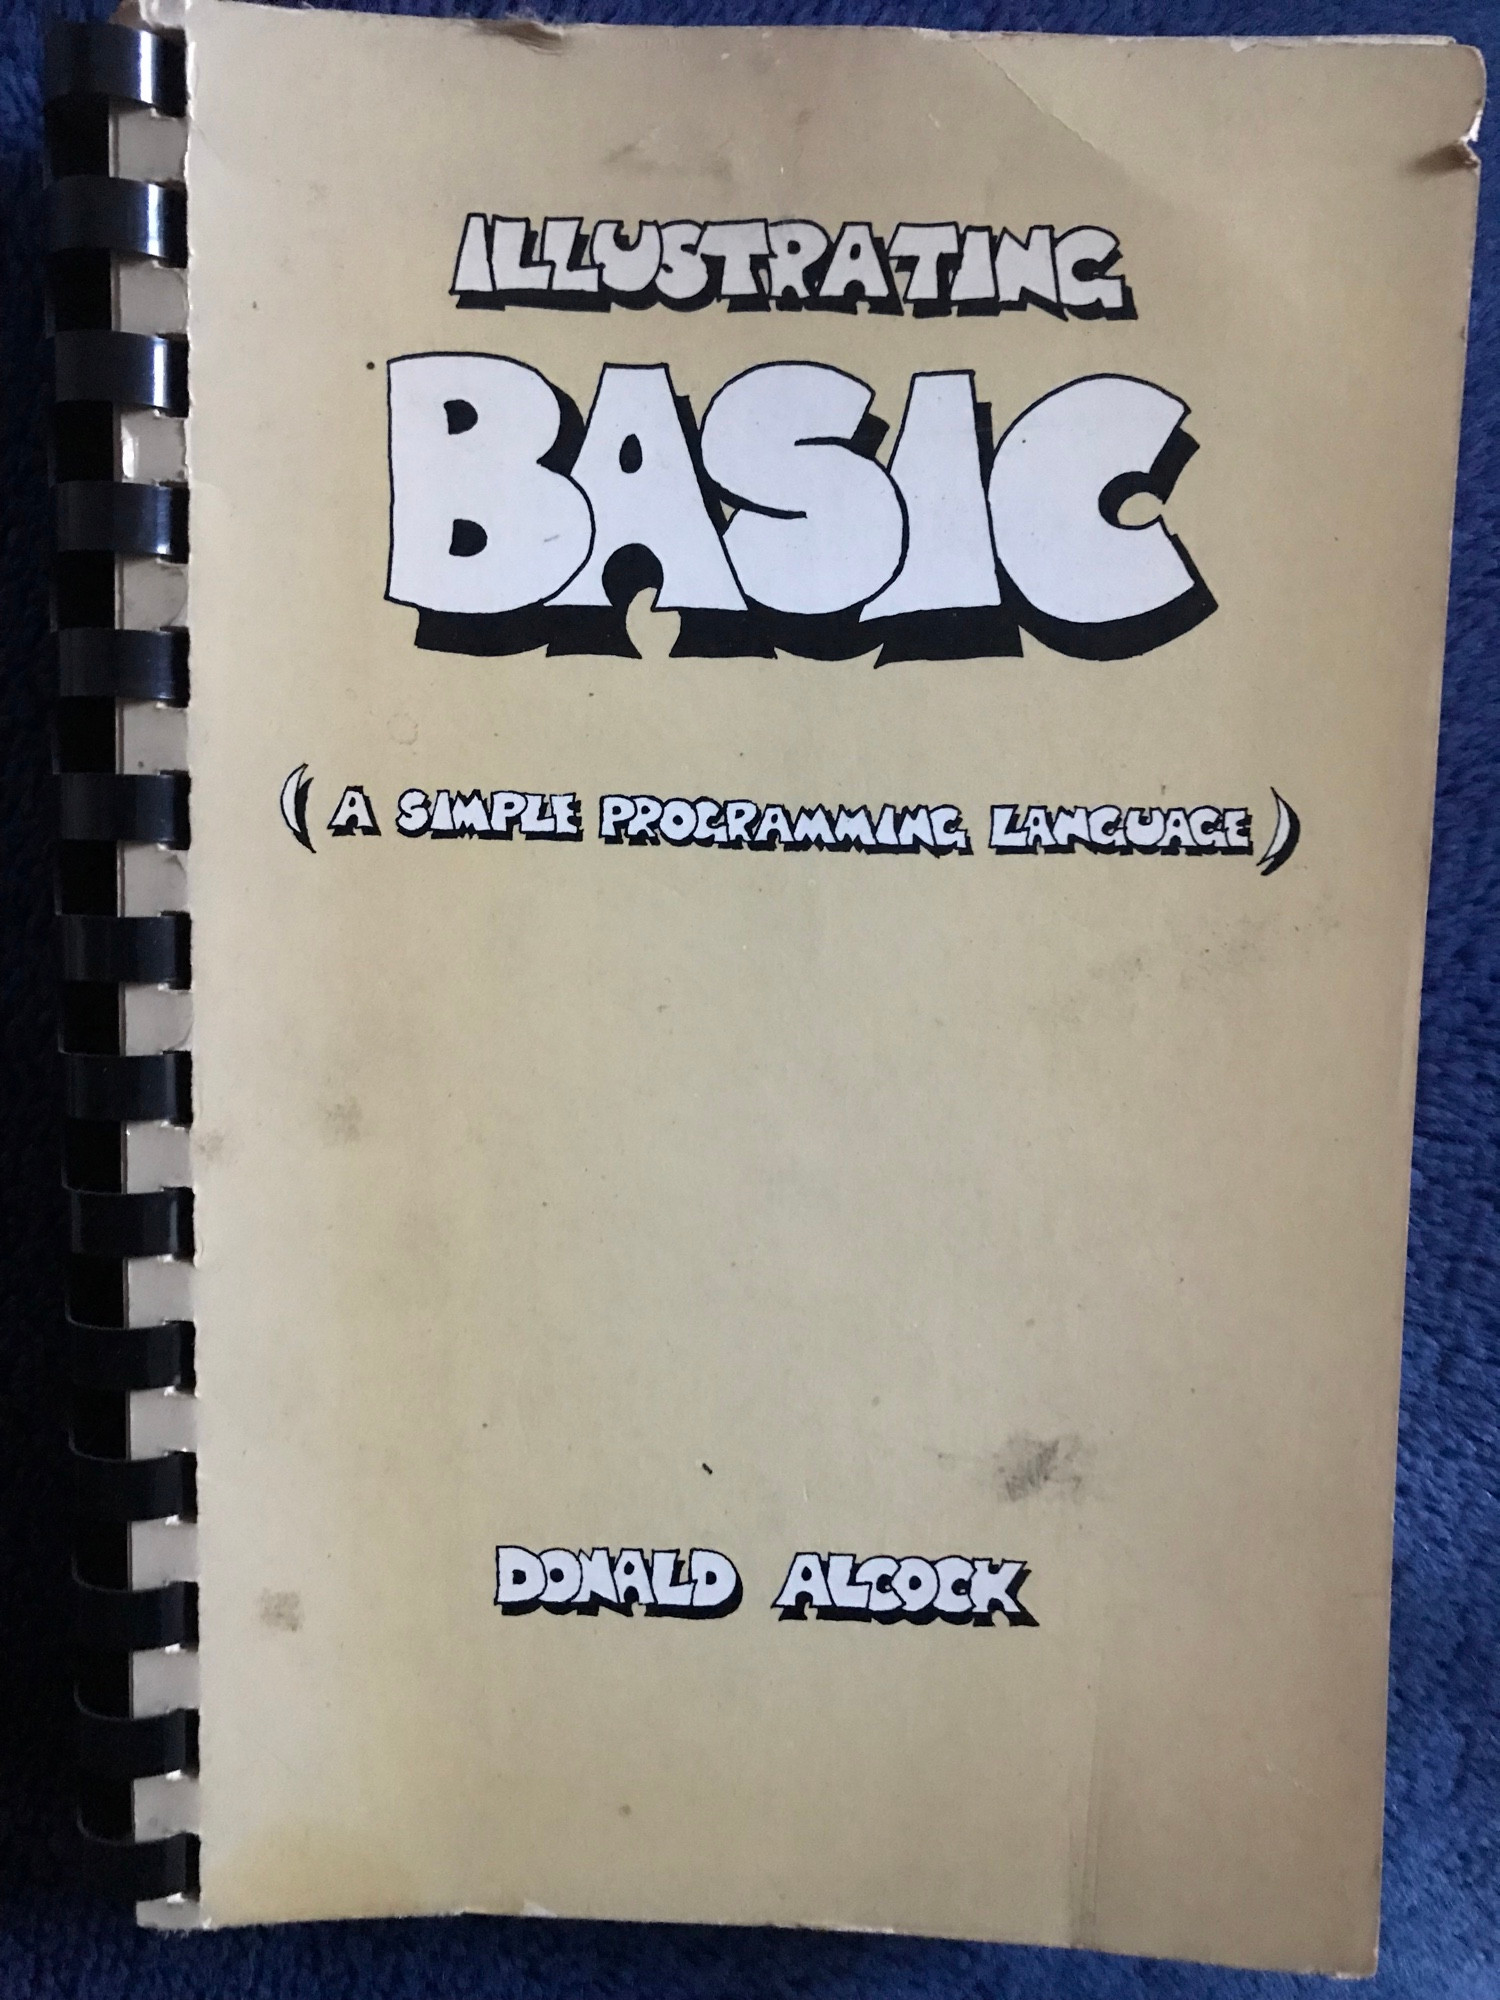 ILLUSTRATING
BASIC
(A SIMPLE PROGRAMMING LANGUAGE)
DONALD ALCOCK